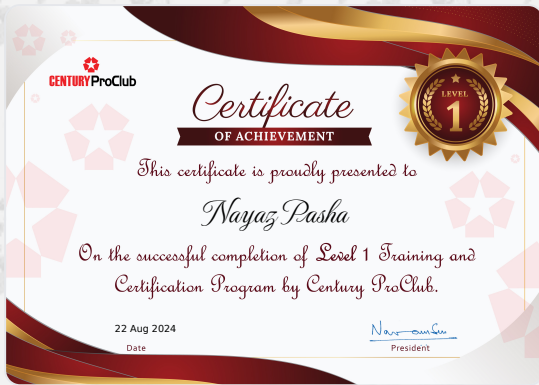 CENTURY ProClub
Certificate
OF ACHIEVEMENT
LEVEL
1
This certificate is proudly presented to
Nayaz Pasha
On the successful completion of Level 1 Training and
Certification Program by Century ProClub.
22 Aug 2024
Date
President